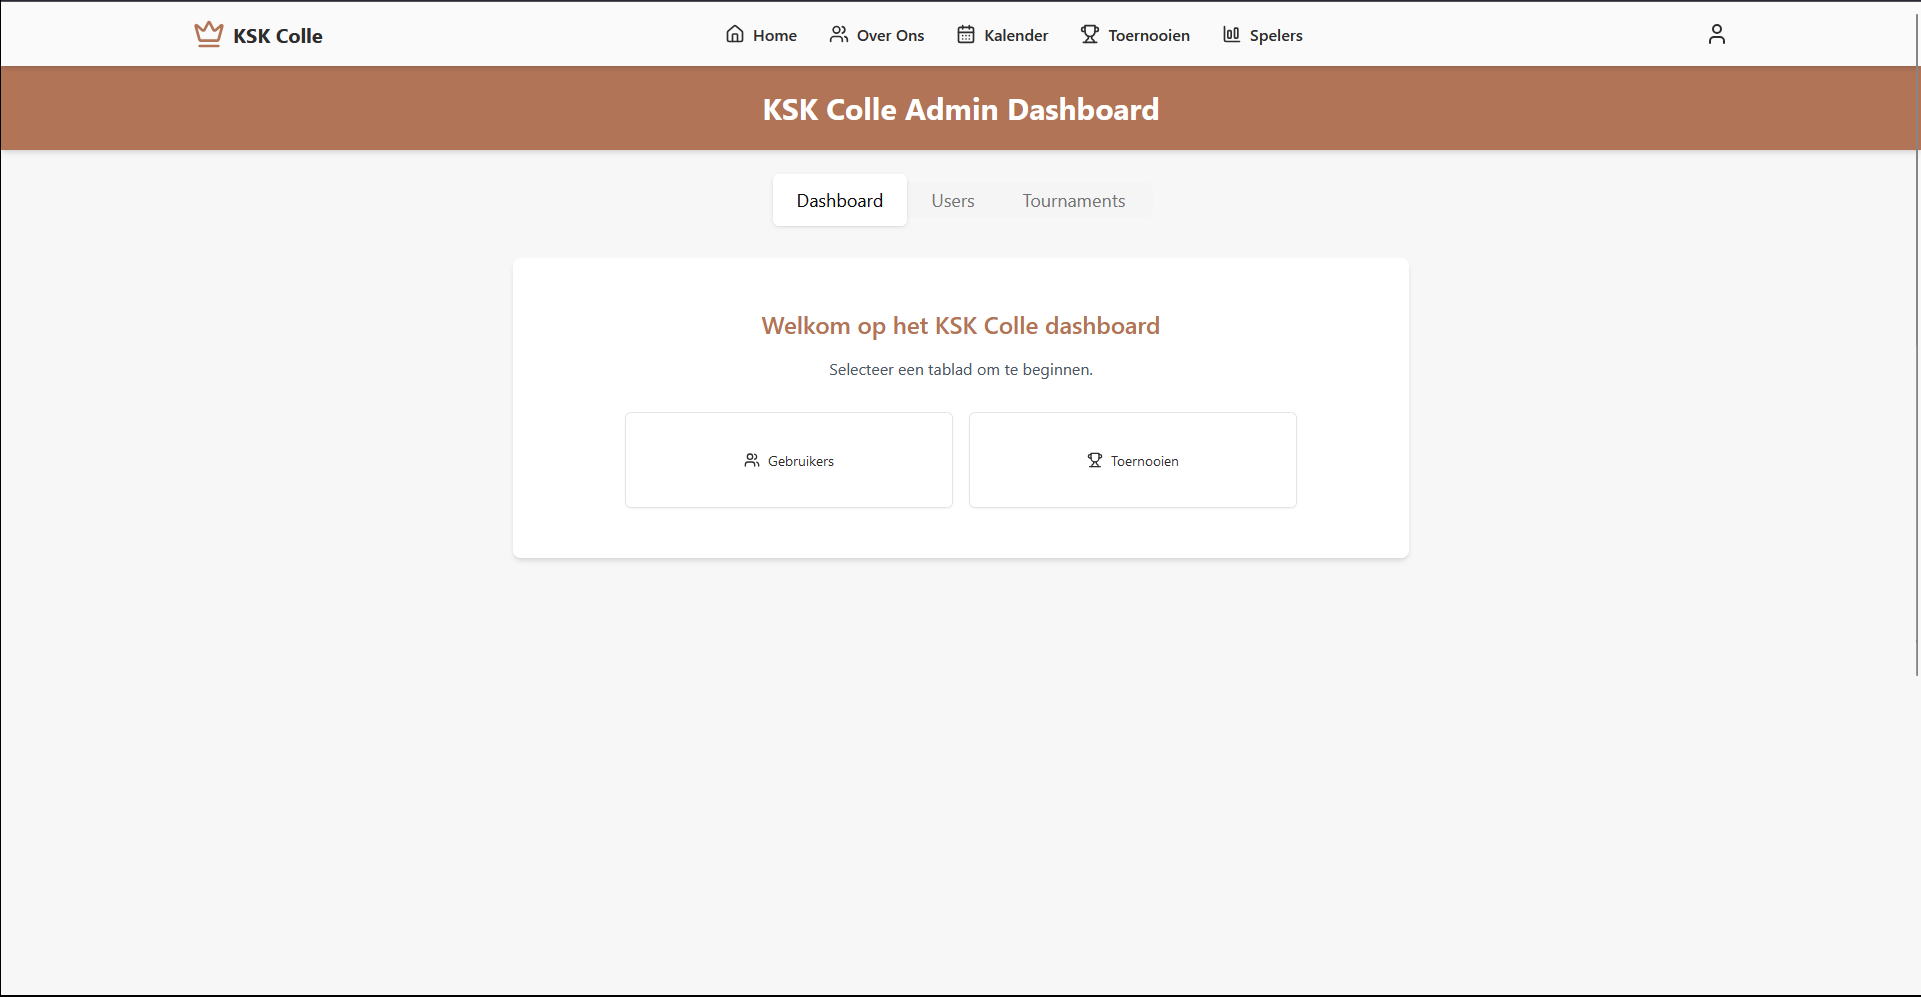 KSK Colle
Home Over Ons Kalender Toernooien Spelers
KSK Colle Admin Dashboard
Dashboard Users Tournaments
Welkom op het KSK Colle dashboard
Selecteer een tablad om te beginnen.
Gebruikers Toernooien